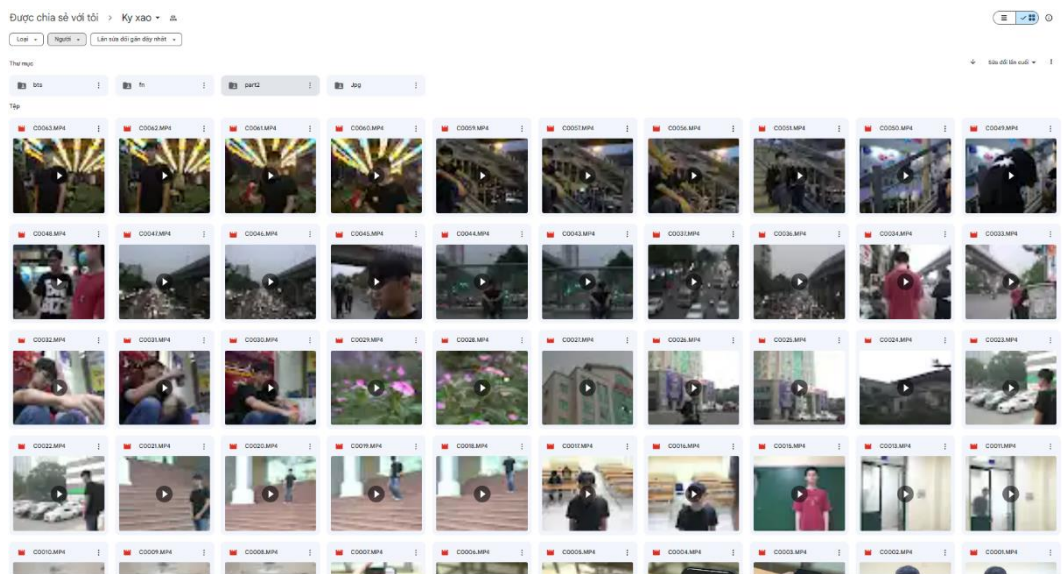 Được chia sẻ với tôi > Ky xao
Loại Người Lần sửa đổi gần đây nhất
Thư mục
Sửa đổi lần cuối
bts fn part2 Jpg
Tệp
C0063.MP4 C0062.MP4 C0061.MP4 C0060.MP4 C0059.MP4 C0057.MP4 C0056.MP4 C0051.MP4 C0050.MP4 C0049.MP4
C0048.MP4 C0047.MP4 C0046.MP4 C0045.MP4 C0044.MP4 C0043.MP4 C0037.MP4 C0036.MP4 C0034.MP4 C0033.MP4
C0032.MP4 C0031.MP4 C0030.MP4 C0029.MP4 C0028.MP4 C0027.MP4 C0026.MP4 C0025.MP4 C0024.MP4 C0023.MP4
C0022.MP4 C0021.MP4 C0020.MP4 C0019.MP4 C0018.MP4 C0017.MP4 C0016.MP4 C0015.MP4 C0013.MP4 C0011.MP4
C0010.MP4 C0009.MP4 C0008.MP4 C0007.MP4 C0006.MP4 C0005.MP4 C0004.MP4 C0003.MP4 C0002.MP4 C0001.MP4